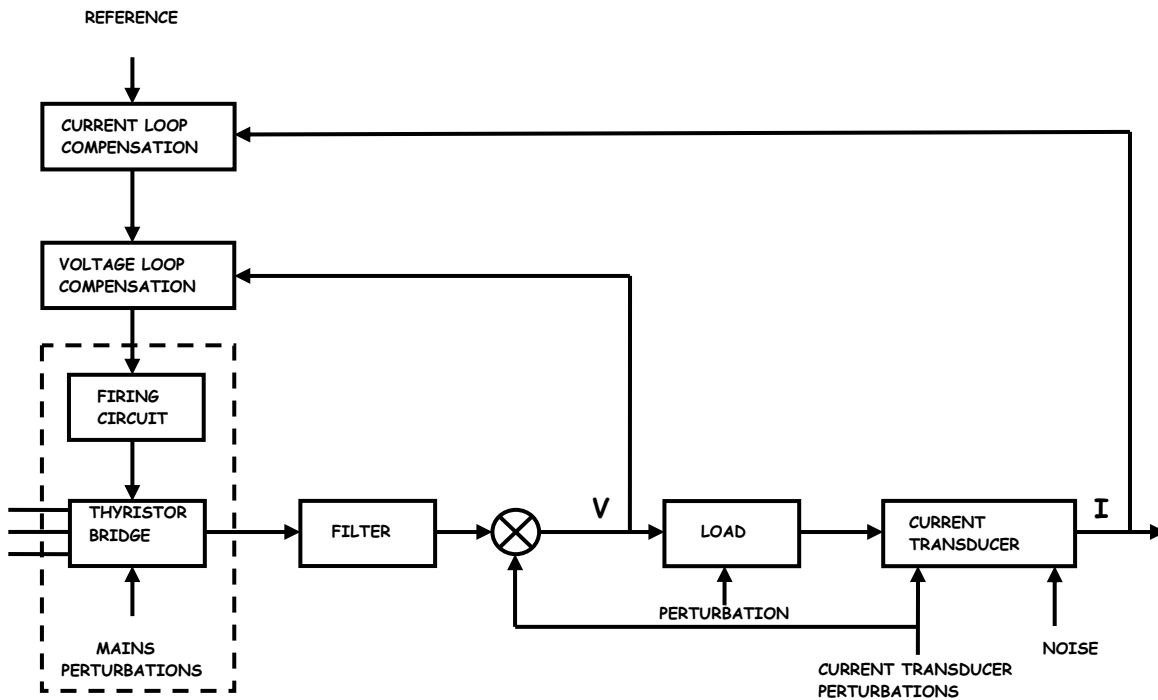 REFERENCE
CURRENT LOOP
COMPENSATION
VOLTAGE LOOP
COMPENSATION
FIRING
CIRCUIT
THYRISTOR
BRIDGE
FILTER
V
LOAD
CURRENT
TRANSDUCER
I
PERTURBATION
MAINS
PERTURBATIONS
NOISE
CURRENT TRANSDUCER
PERTURBATIONS